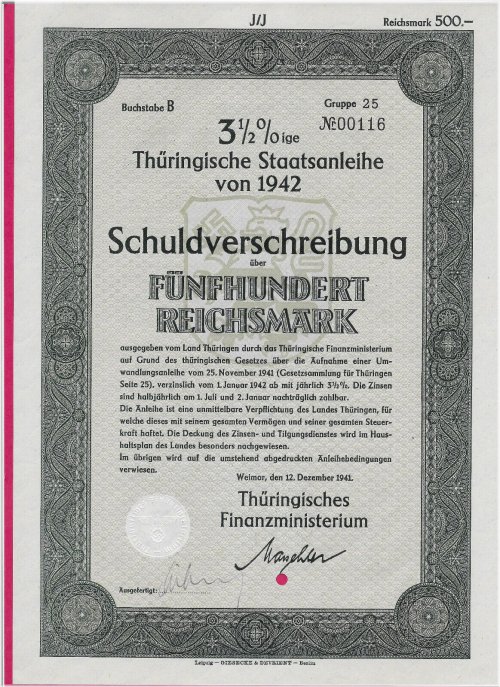 J/J
Reichsmark 500.—
Buchstabe B
Gruppe 25
№ 00116
3½%ige
Thüringische Staatsanleihe
von 1942
Schuldverschreibung
über
FÜNFHUNDERT
REICHSMARK
ausgegeben vom Land Thüringen durch das Thüringische Finanzministerium
auf Grund des thüringischen Gesetzes über die Aufnahme einer Um-
wandlungsanleihe vom 25. November 1941 (Gesetzsammlung für Thüringen
Seite 25), verzinslich vom 1. Januar 1942 ab mit jährlich 3½%. Die Zinsen
sind halbjährlich am 1. Juli und 2. Januar nachträglich zahlbar.
Die Anleihe ist eine unmittelbare Verpflichtung des Landes Thüringen, für
welche dieses mit seinem gesamten Vermögen und seiner gesamten Steuer-
kraft haftet. Die Deckung des Zinsen- und Tilgungsdienstes wird im Haus-
haltsplan des Landes besonders nachgewiesen.
Im übrigen wird auf die umstehend abgedruckten Anleihebedingungen
verwiesen.
Weimar, den 12. Dezember 1941.
Thüringisches
Finanzministerium
Ausgefertigt:
Leipzig — GIESECKE & DEVRIENT — Berlin